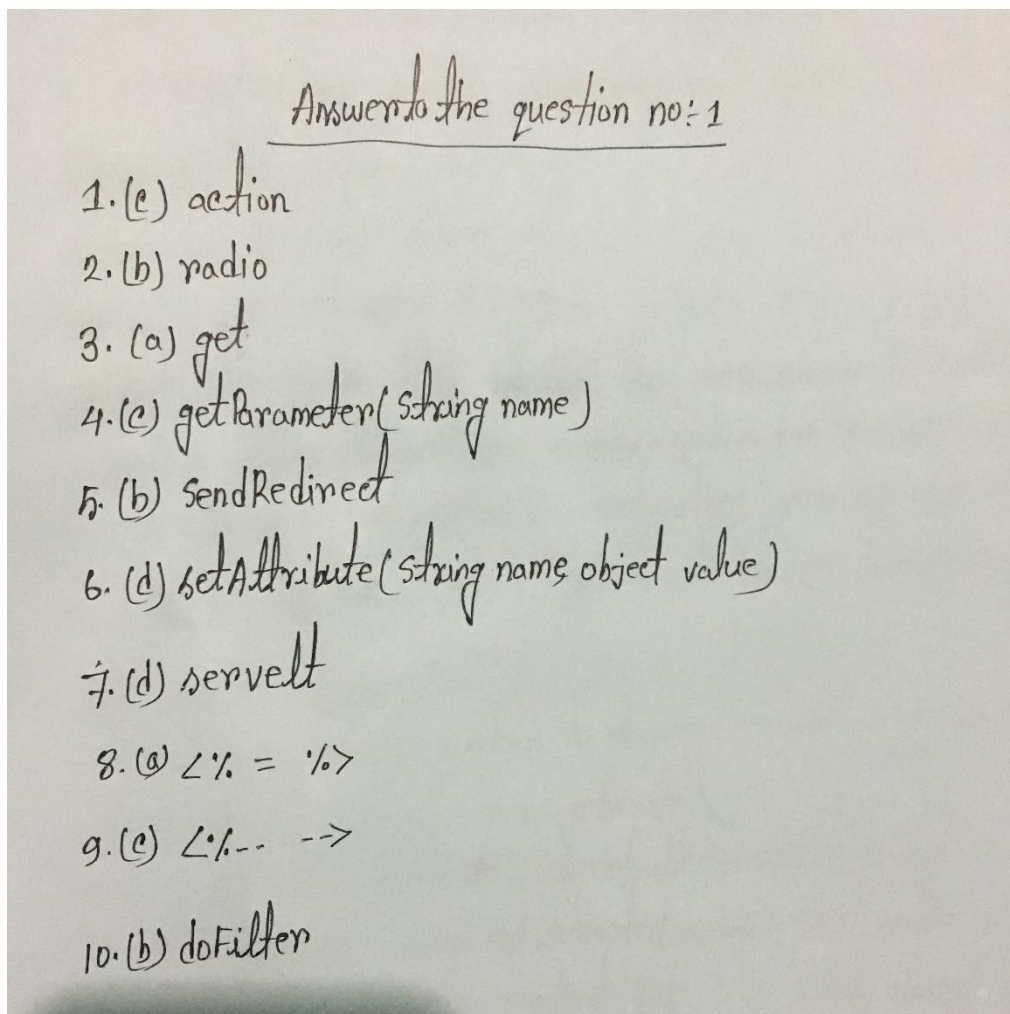 Answer to the question no: 1
1. (c) action
2. (b) radio
3. (a) get
4. (c) getParameter(String name)
5. (b) SendRedirect
6. (d) setAttribute(String name, object value)
7. (d) servelt
8. (a) <% = %>
9. (c) <%-- -->
10. (b) doFilter